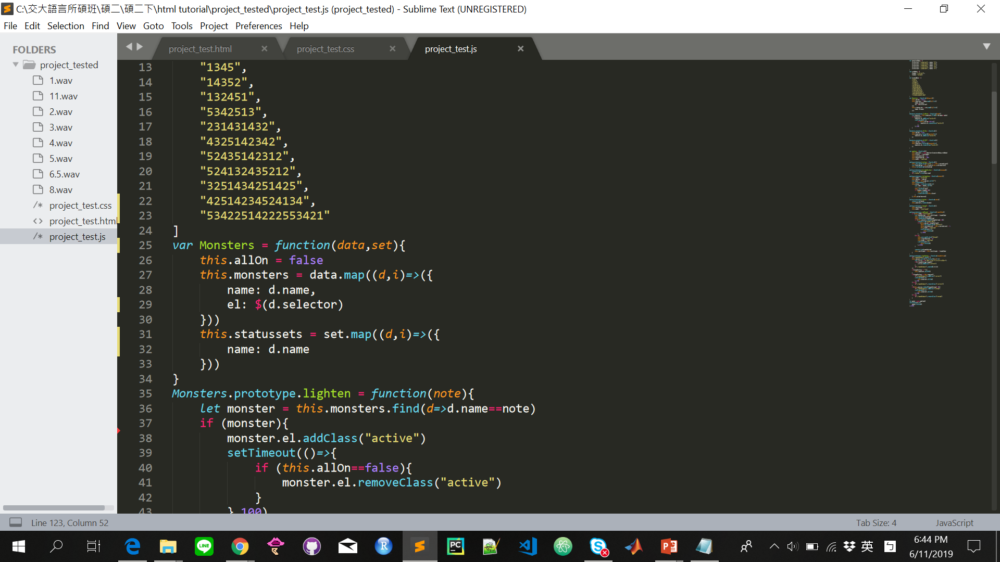 C:\交大語言所碩班\碩二\碩二下\html tutorial\project_tested\project_test.js (project_tested) - Sublime Text (UNREGISTERED)
File Edit Selection Find View Goto Tools Project Preferences Help
FOLDERS
project_tested
1.wav
11.wav
2.wav
3.wav
4.wav
5.wav
6.5.wav
8.wav
/* project_test.css
<> project_test.html
/* project_test.js
project_test.html × project_test.css × project_test.js ×
13 "1345",
14 "14352",
15 "132451",
16 "5342513",
17 "231431432",
18 "4325142342",
19 "52435142312",
20 "524132435212",
21 "3251434251425",
22 "42514234524134",
23 "53422514222553421"
24 ]
25 var Monsters = function(data,set){
26 this.allOn = false
27 this.monsters = data.map((d,i)=>({
28 name: d.name,
29 el: $(d.selector)
30 }))
31 this.statussets = set.map((d,i)=>({
32 name: d.name
33 }))
34 }
35 Monsters.prototype.lighten = function(note){
36 let monster = this.monsters.find(d=>d.name==note)
37 if (monster){
38 monster.el.addClass("active")
39 setTimeout(()=>{
40 if (this.allOn==false){
41 monster.el.removeClass("active")
42 }
43 },100)
Line 123, Column 52
Tab Size: 4
JavaScript
LINE
R
PC
P
英
ㄅ
6:44 PM
6/11/2019